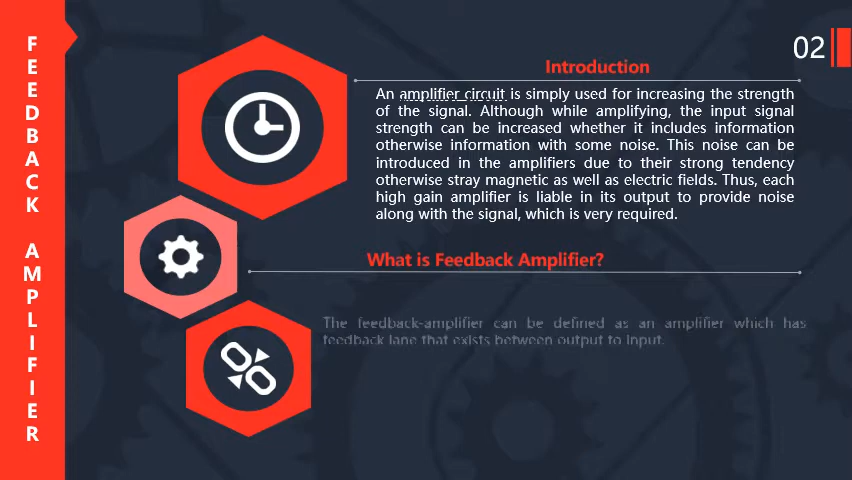 FEEDBACK AMPLIFIER
02
Introduction
An amplifier circuit is simply used for increasing the strength
of the signal. Although while amplifying, the input signal
strength can be increased whether it includes information
otherwise information with some noise. This noise can be
introduced in the amplifiers due to their strong tendency
otherwise stray magnetic as well as electric fields. Thus, each
high gain amplifier is liable in its output to provide noise
along with the signal, which is very required.
What is Feedback Amplifier?
The feedback-amplifier can be defined as an amplifier which has
feedback lane that exists between output to input.